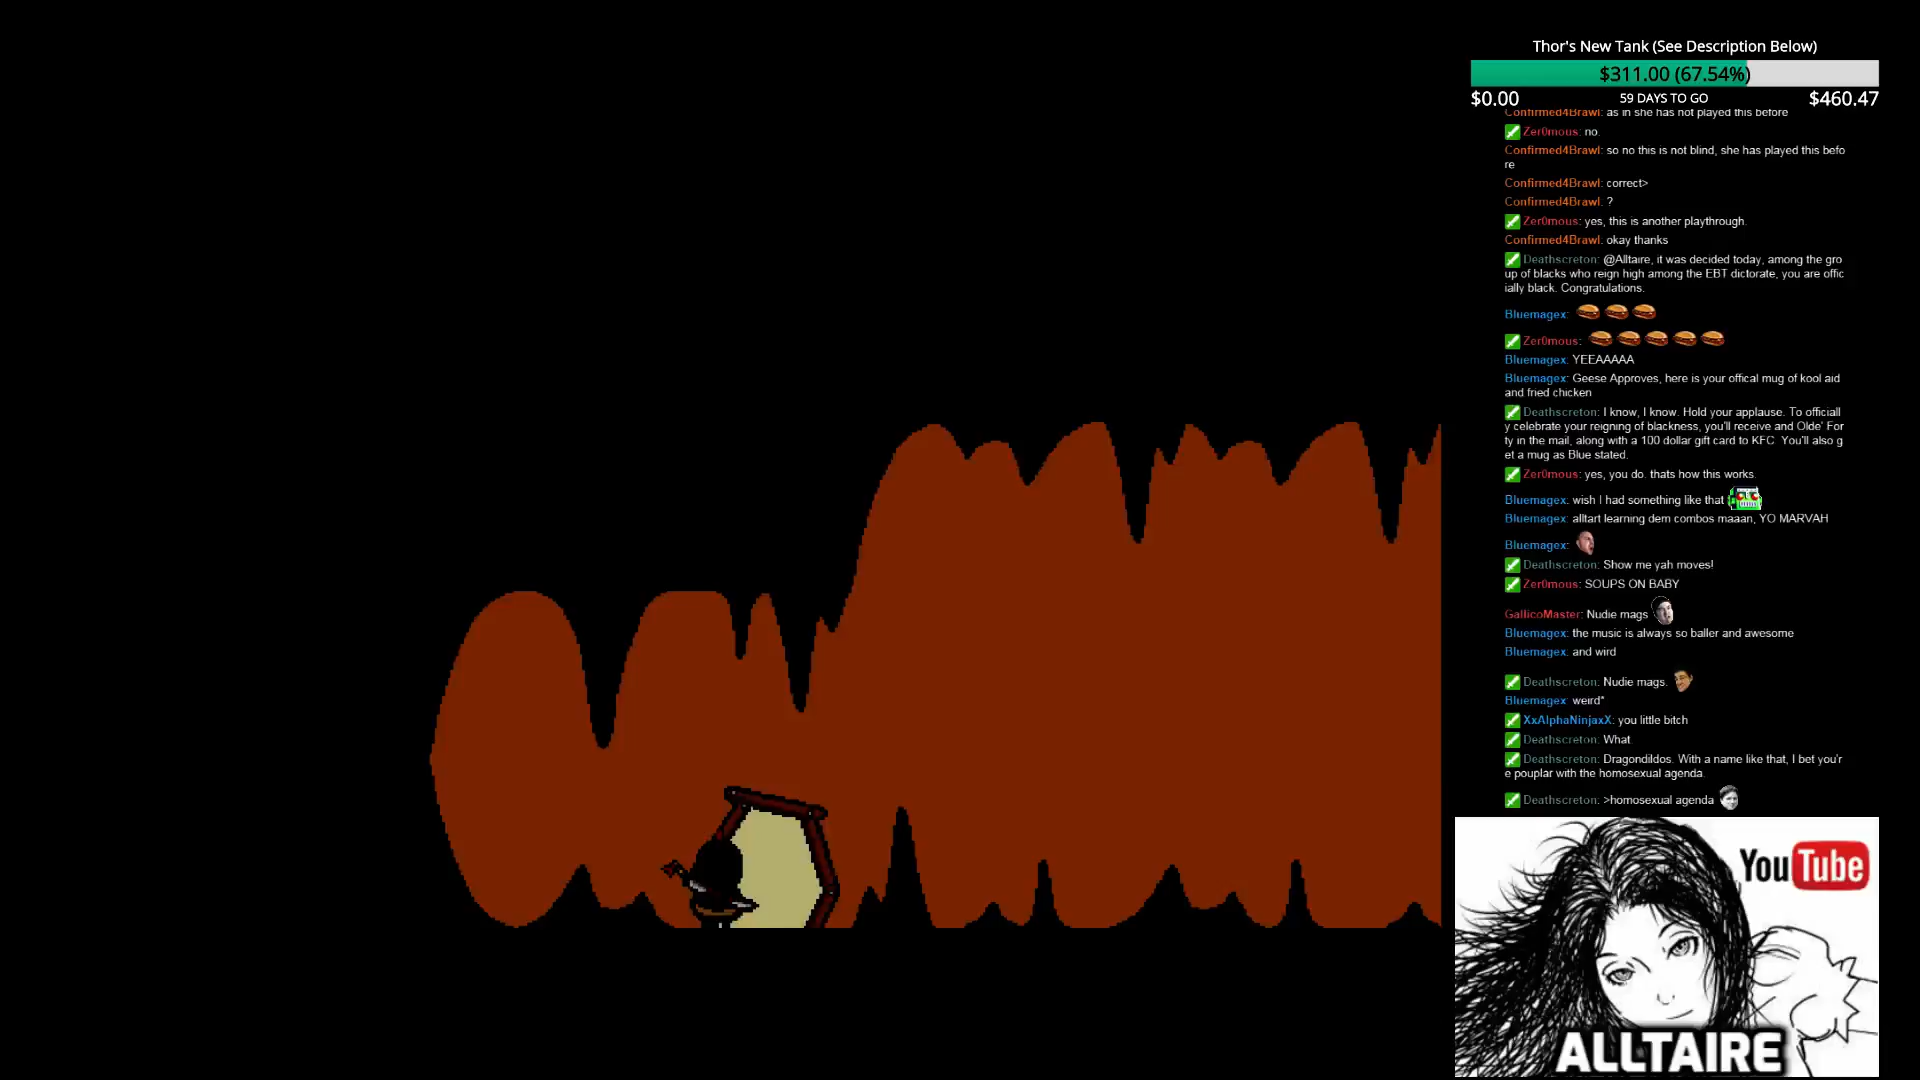 Thor's New Tank (See Description Below)
$311.00 (67.54%)
$0.00 59 DAYS TO GO $460.47
Confirmed4Brawl: as in she has not played this before
Zer0mous: no.
Confirmed4Brawl: so no this is not blind, she has played this befo
re
Confirmed4Brawl: correct>
Confirmed4Brawl: ?
Zer0mous: yes, this is another playthrough.
Confirmed4Brawl: okay thanks
Deathscreton: @Alltaire, it was decided today, among the gro
up of blacks who reign high among the EBT dictorate, you are offic
ially black. Congratulations.
Bluemagex:
Zer0mous:
Bluemagex: YEEAAAAA
Bluemagex: Geese Approves, here is your offical mug of kool aid
and fried chicken
Deathscreton: I know, I know. Hold your applause. To officiall
y celebrate your reigning of blackness, you'll receive and Olde' For
ty in the mail, along with a 100 dollar gift card to KFC. You'll also g
et a mug as Blue stated.
Zer0mous: yes, you do. thats how this works.
Bluemagex: wish I had something like that
Bluemagex: alltart learning dem combos maaan, YO MARVAH
Bluemagex:
Deathscreton: Show me yah moves!
Zer0mous: SOUPS ON BABY
GallicoMaster: Nudie mags
Bluemagex: the music is always so baller and awesome
Bluemagex: and wird
Deathscreton: Nudie mags.
Bluemagex: weird*
XxAlphaNinjaxX: you little bitch
Deathscreton: What.
Deathscreton: Dragondildos. With a name like that, I bet you'r
e pouplar with the homosexual agenda.
Deathscreton: >homosexual agenda
YouTube
ALLTAIRE